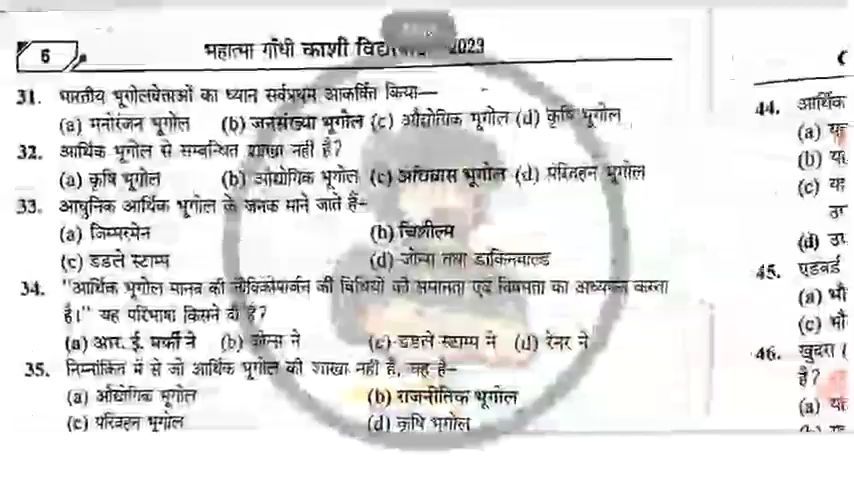 6
महात्मा गाँधी काशी 2023
31. भारतीय भूगोलवेत्ताओं का ध्यान सर्वप्रथम आकर्षित किया—
(a) मनोरंजन भूगोल (b) जनसंख्या भूगोल (c) औद्योगिक भूगोल (d) कृषि भूगोल
32. आर्थिक भूगोल से सम्बन्धित शाखा नहीं है?
(a) कृषि भूगोल (b) औद्योगिक भूगोल (c) अधिवास भूगोल (d) परिवहन भूगोल
33. आधुनिक आर्थिक भूगोल के जनक माने जाते हैं–
(a) जिम्मरमेन (b) चिशील्म
(c) डडले स्टाम्प (d) जोन्स तथा डार्कनवाल्ड
34. "आर्थिक भूगोल मानव की जीविकोपार्जन की विधियों की समानता एवं विषमता का अध्ययन करता
है।" यह परिभाषा किसने दी है?
(a) आर. ई. मर्फी ने (b) जोन्स ने (c) डडले स्टाम्प ने (d) रेनर ने
35. निम्नांकित में से जो आर्थिक भूगोल की शाखा नहीं है, वह है–
(a) औद्योगिक भूगोल (b) राजनीतिक भूगोल
(c) परिवहन भूगोल (d) कृषि भूगोल
44. आर्थिक
(a)
(b)
(c)
(d)
45. एडवर्ड
(a) भौ
(c) भौ
46. खुदरा (
है?
(a)